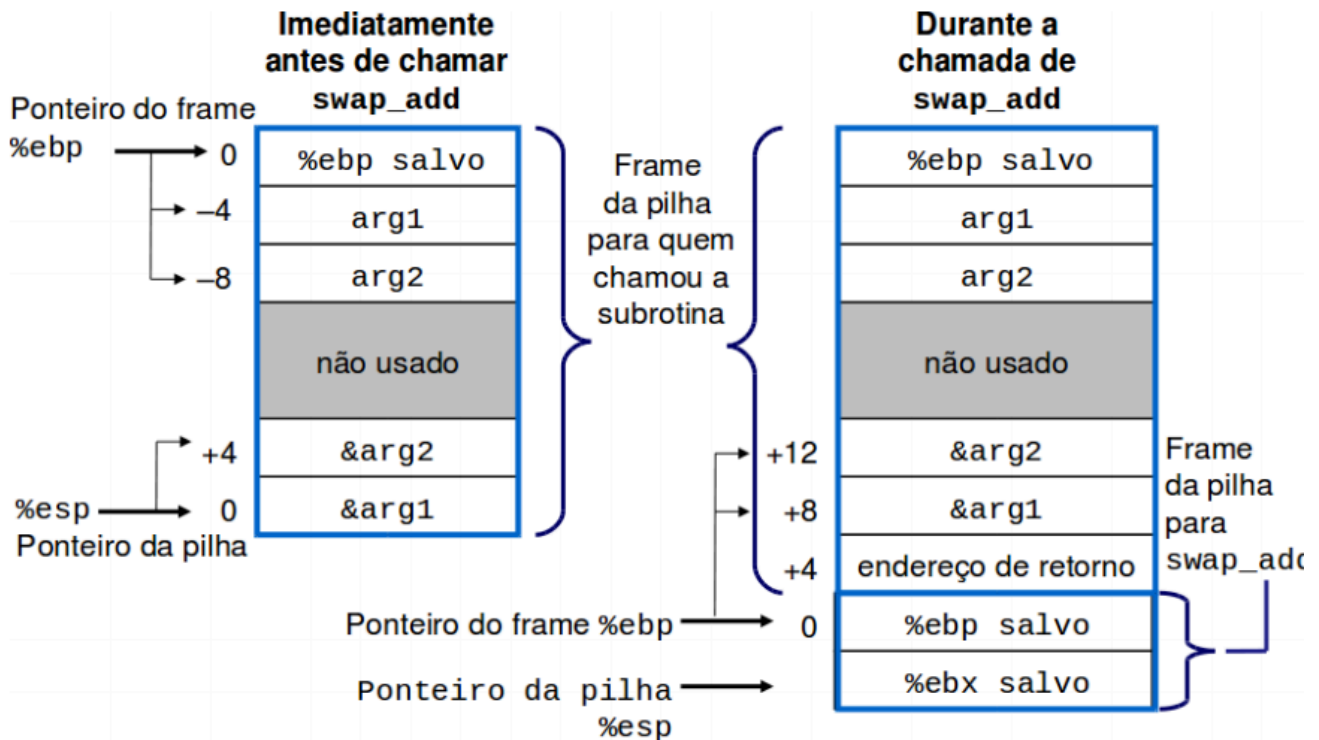 Imediatamente
antes de chamar
swap_add
Ponteiro do frame
%ebp
0
%ebp salvo
–4
arg1
–8
arg2
não usado
+4
&arg2
%esp
0
&arg1
Ponteiro da pilha
Frame
da pilha
para quem
chamou a
subrotina
Durante a
chamada de
swap_add
%ebp salvo
arg1
arg2
não usado
+12
&arg2
+8
&arg1
+4
endereço de retorno
Ponteiro do frame %ebp
0
%ebp salvo
Ponteiro da pilha
%esp
%ebx salvo
Frame
da pilha
para
swap_add